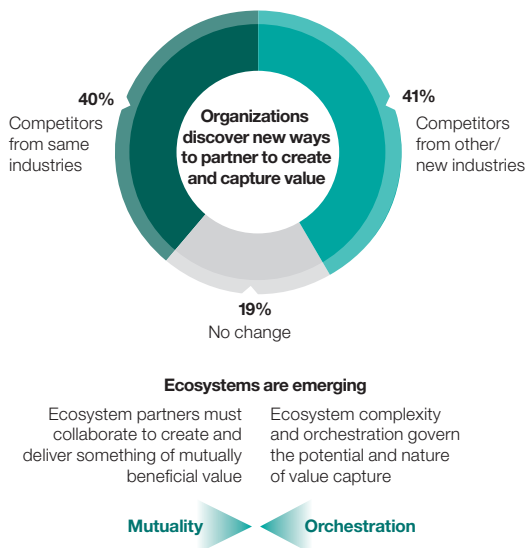 40%
Competitors
from same
industries
Organizations
discover new ways
to partner to create
and capture value
41%
Competitors
from other/
new industries
19%
No change
Ecosystems are emerging
Ecosystem partners must
collaborate to create and
deliver something of mutually
beneficial value
Ecosystem complexity
and orchestration govern
the potential and nature
of value capture
Mutuality
Orchestration